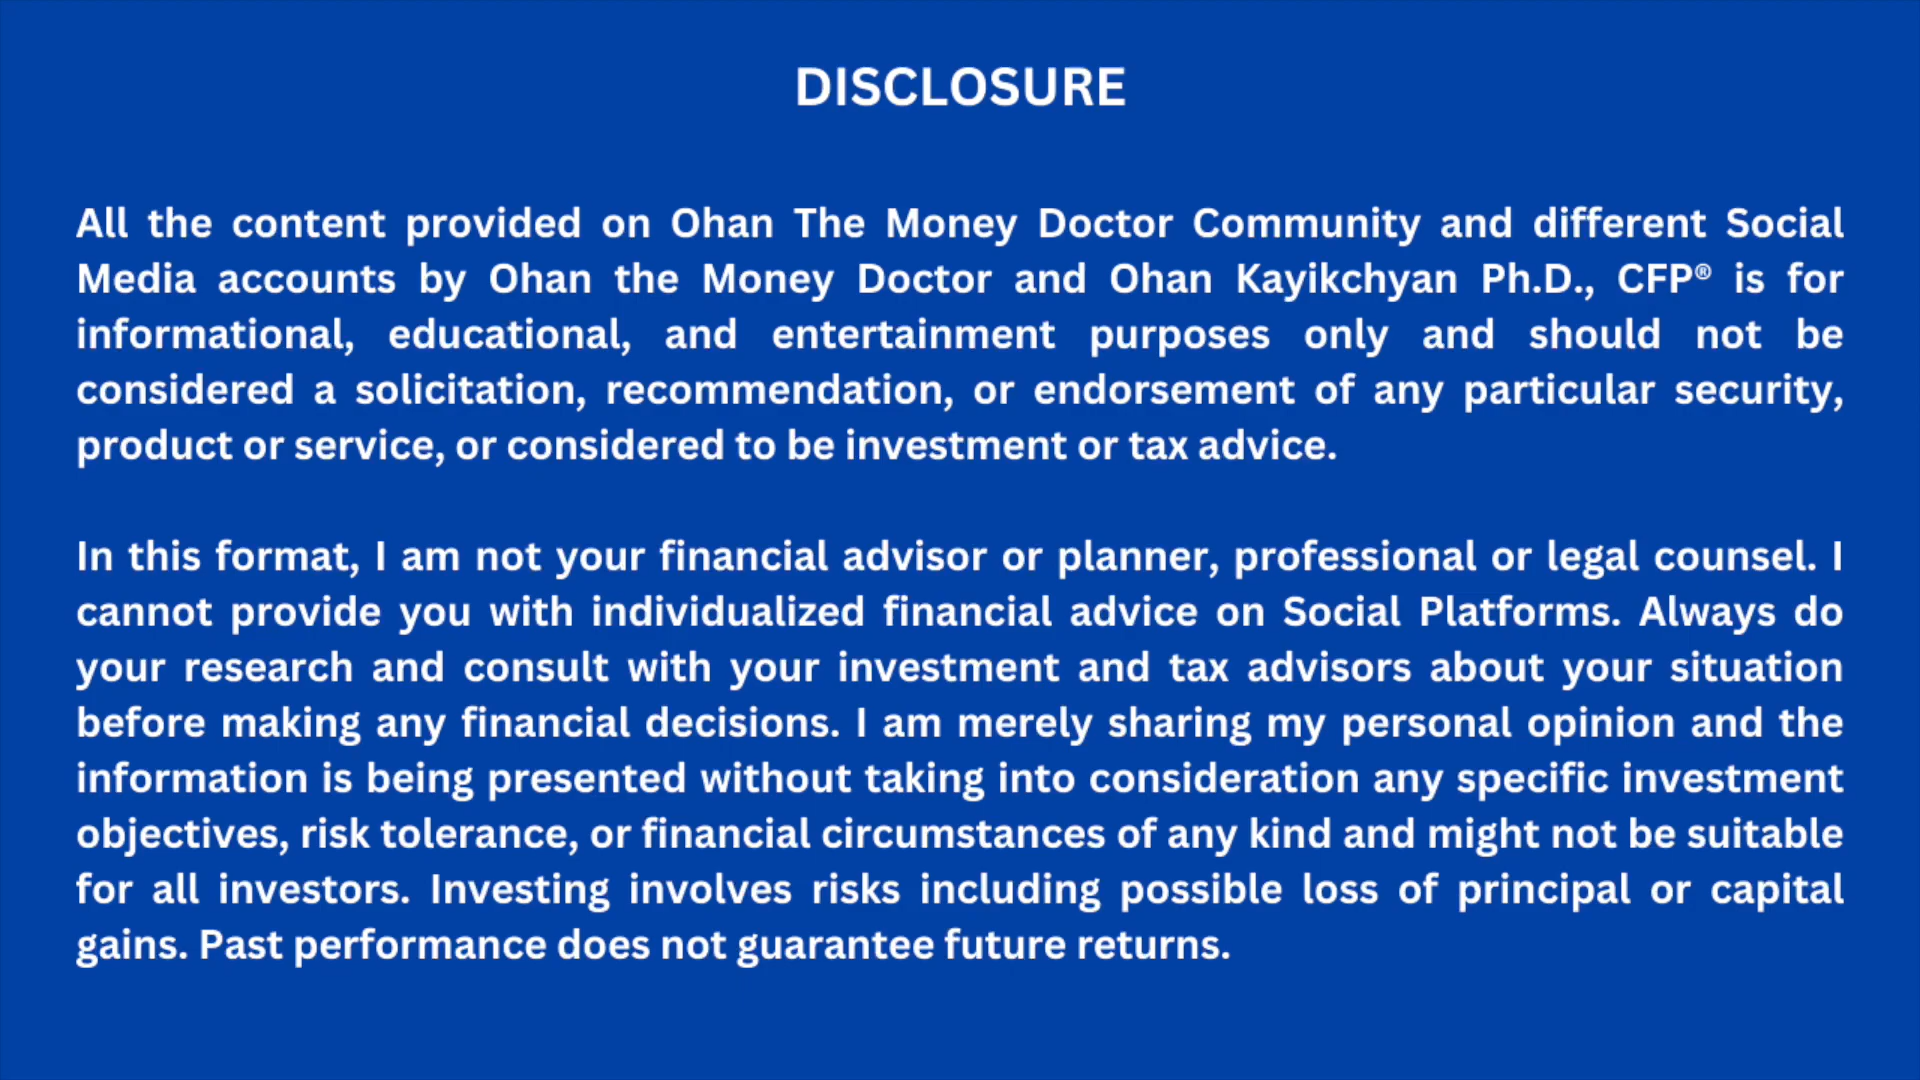 DISCLOSURE
All the content provided on Ohan The Money Doctor Community and different Social
Media accounts by Ohan the Money Doctor and Ohan Kayikchyan Ph.D., CFP® is for
informational, educational, and entertainment purposes only and should not be
considered a solicitation, recommendation, or endorsement of any particular security,
product or service, or considered to be investment or tax advice.
In this format, I am not your financial advisor or planner, professional or legal counsel. I
cannot provide you with individualized financial advice on Social Platforms. Always do
your research and consult with your investment and tax advisors about your situation
before making any financial decisions. I am merely sharing my personal opinion and the
information is being presented without taking into consideration any specific investment
objectives, risk tolerance, or financial circumstances of any kind and might not be suitable
for all investors. Investing involves risks including possible loss of principal or capital
gains. Past performance does not guarantee future returns.